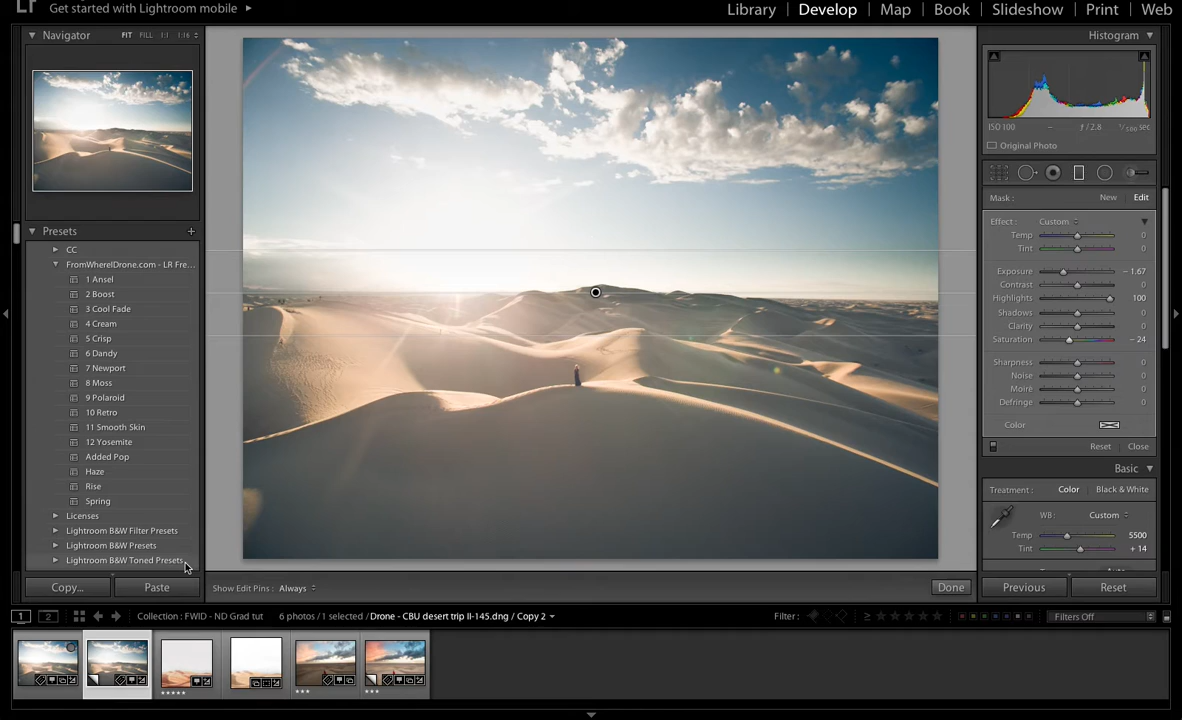 Lr Get started with Lightroom mobile
Library | Develop | Map | Book | Slideshow | Print | Web
Navigator FIT FILL 1:1 1:16
Histogram
ISO 100 – ƒ / 2.8 ¹/₅₀₀ sec
Original Photo
Mask : New Edit
Effect : Custom
Temp 0
Tint 0
Exposure – 1.67
Contrast 0
Highlights 100
Shadows 0
Clarity 0
Saturation – 24
Sharpness 0
Noise 0
Moiré 0
Defringe 0
Color
Reset Close
Basic
Treatment : Color Black & White
WB : Custom
Temp 5500
Tint + 14
Auto
Previous Reset
Presets +
CC
FromWhereIDrone.com - LR Fre...
1 Ansel
2 Boost
3 Cool Fade
4 Cream
5 Crisp
6 Dandy
7 Newport
8 Moss
9 Polaroid
10 Retro
11 Smooth Skin
12 Yosemite
Added Pop
Haze
Rise
Spring
Licenses
Lightroom B&W Filter Presets
Lightroom B&W Presets
Lightroom B&W Toned Presets
Copy... Paste
Show Edit Pins : Always
Done
1 2 Collection : FWID - ND Grad tut 6 photos / 1 selected / Drone - CBU desert trip II-145.dng / Copy 2
Filter : Filters Off